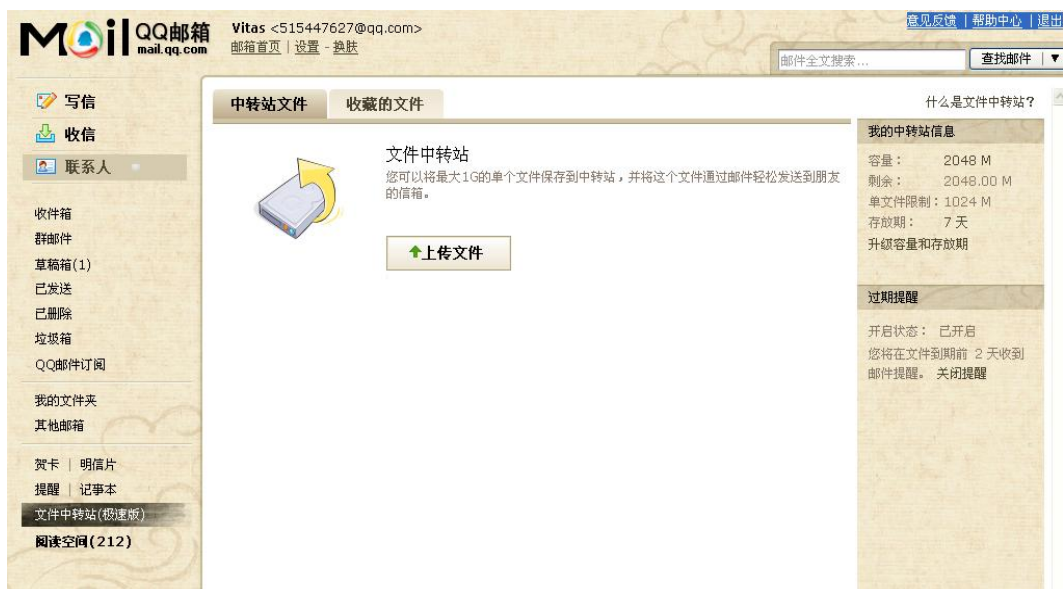 Mail QQ邮箱
mail.qq.com
Vitas <515447627@qq.com>
邮箱首页 | 设置 - 换肤
意见反馈 | 帮助中心 | 退出
邮件全文搜索...
查找邮件 | ▼
写信
收信
联系人
收件箱
群邮件
草稿箱(1)
已发送
已删除
垃圾箱
QQ邮件订阅
我的文件夹
其他邮箱
贺卡 | 明信片
提醒 | 记事本
文件中转站(极速版)
阅读空间(212)
中转站文件 收藏的文件
什么是文件中转站?
文件中转站
您可以将最大1G的单个文件保存到中转站，并将这个文件通过邮件轻松发送到朋友
的信箱。
上传文件
我的中转站信息
容量： 2048 M
剩余： 2048.00 M
单文件限制：1024 M
存放期： 7 天
升级容量和存放期
过期提醒
开启状态： 已开启
您将在文件到期前 2 天收到
邮件提醒。 关闭提醒